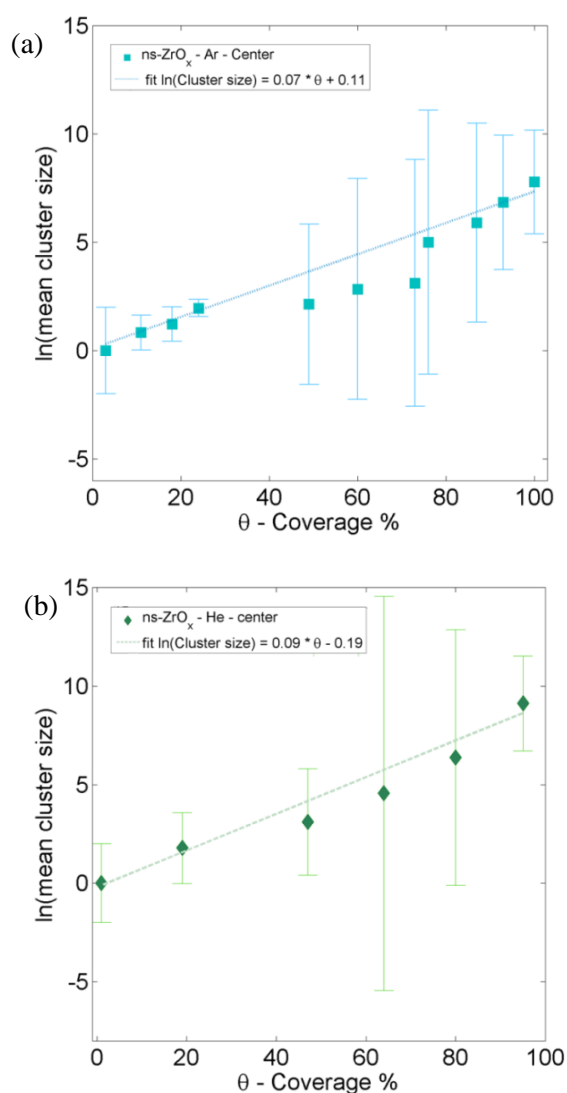 (a)
15
ns-ZrOx - Ar - Center
fit ln(Cluster size) = 0.07 * θ + 0.11
10
5
0
-5
ln(mean cluster size)
0 20 40 60 80 100
θ - Coverage %
(b)
15
ns-ZrOx - He - center
fit ln(Cluster size) = 0.09 * θ - 0.19
10
5
0
-5
ln(mean cluster size)
0 20 40 60 80 100
θ - Coverage %